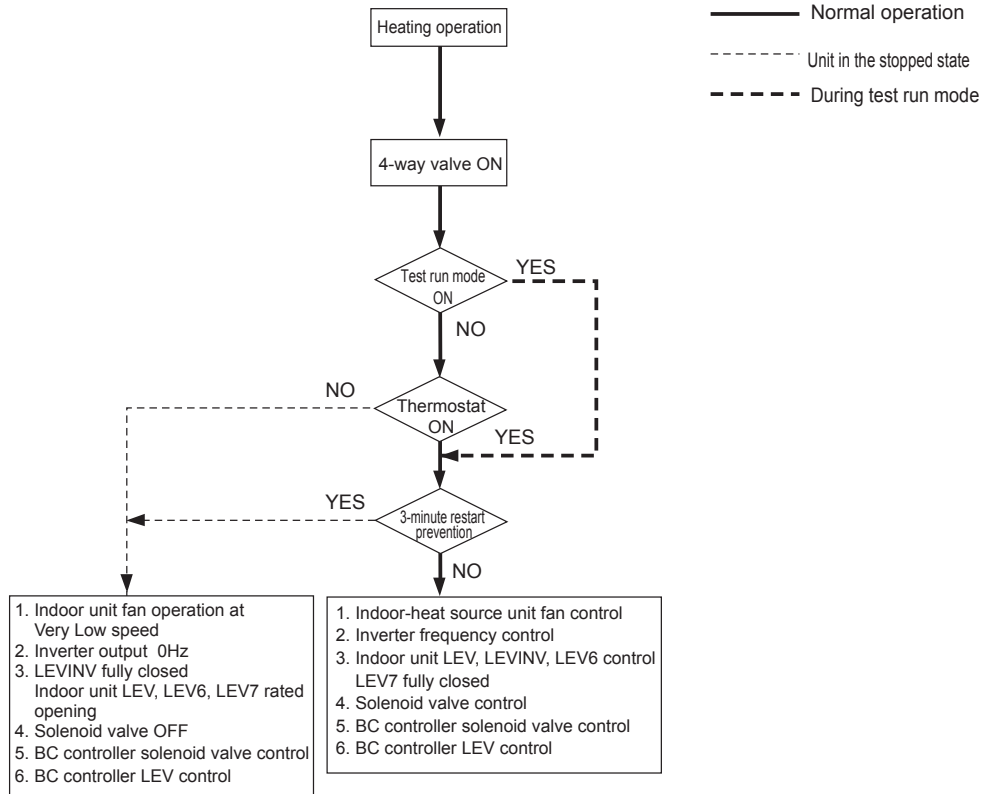 Heating operation
Normal operation
Unit in the stopped state
During test run mode
4-way valve ON
Test run mode
ON
YES
NO
NO
Thermostat
ON
YES
YES
3-minute restart
prevention
NO
1. Indoor unit fan operation at
Very Low speed
2. Inverter output 0Hz
3. LEVINV fully closed
Indoor unit LEV, LEV6, LEV7 rated
opening
4. Solenoid valve OFF
5. BC controller solenoid valve control
6. BC controller LEV control
1. Indoor-heat source unit fan control
2. Inverter frequency control
3. Indoor unit LEV, LEVINV, LEV6 control
LEV7 fully closed
4. Solenoid valve control
5. BC controller solenoid valve control
6. BC controller LEV control